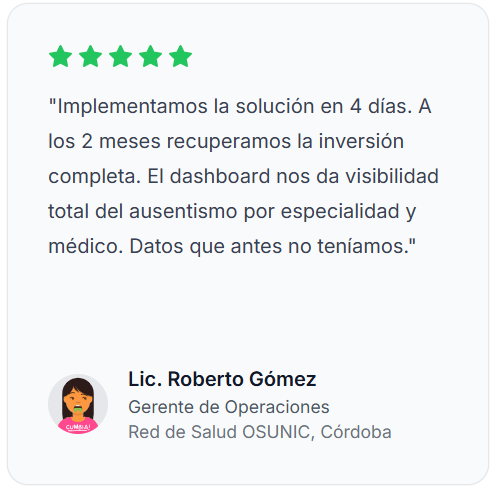 "Implementamos la solución en 4 días. A
los 2 meses recuperamos la inversión
completa. El dashboard nos da visibilidad
total del ausentismo por especialidad y
médico. Datos que antes no teníamos."
Lic. Roberto Gómez
Gerente de Operaciones
Red de Salud OSUNIC, Córdoba